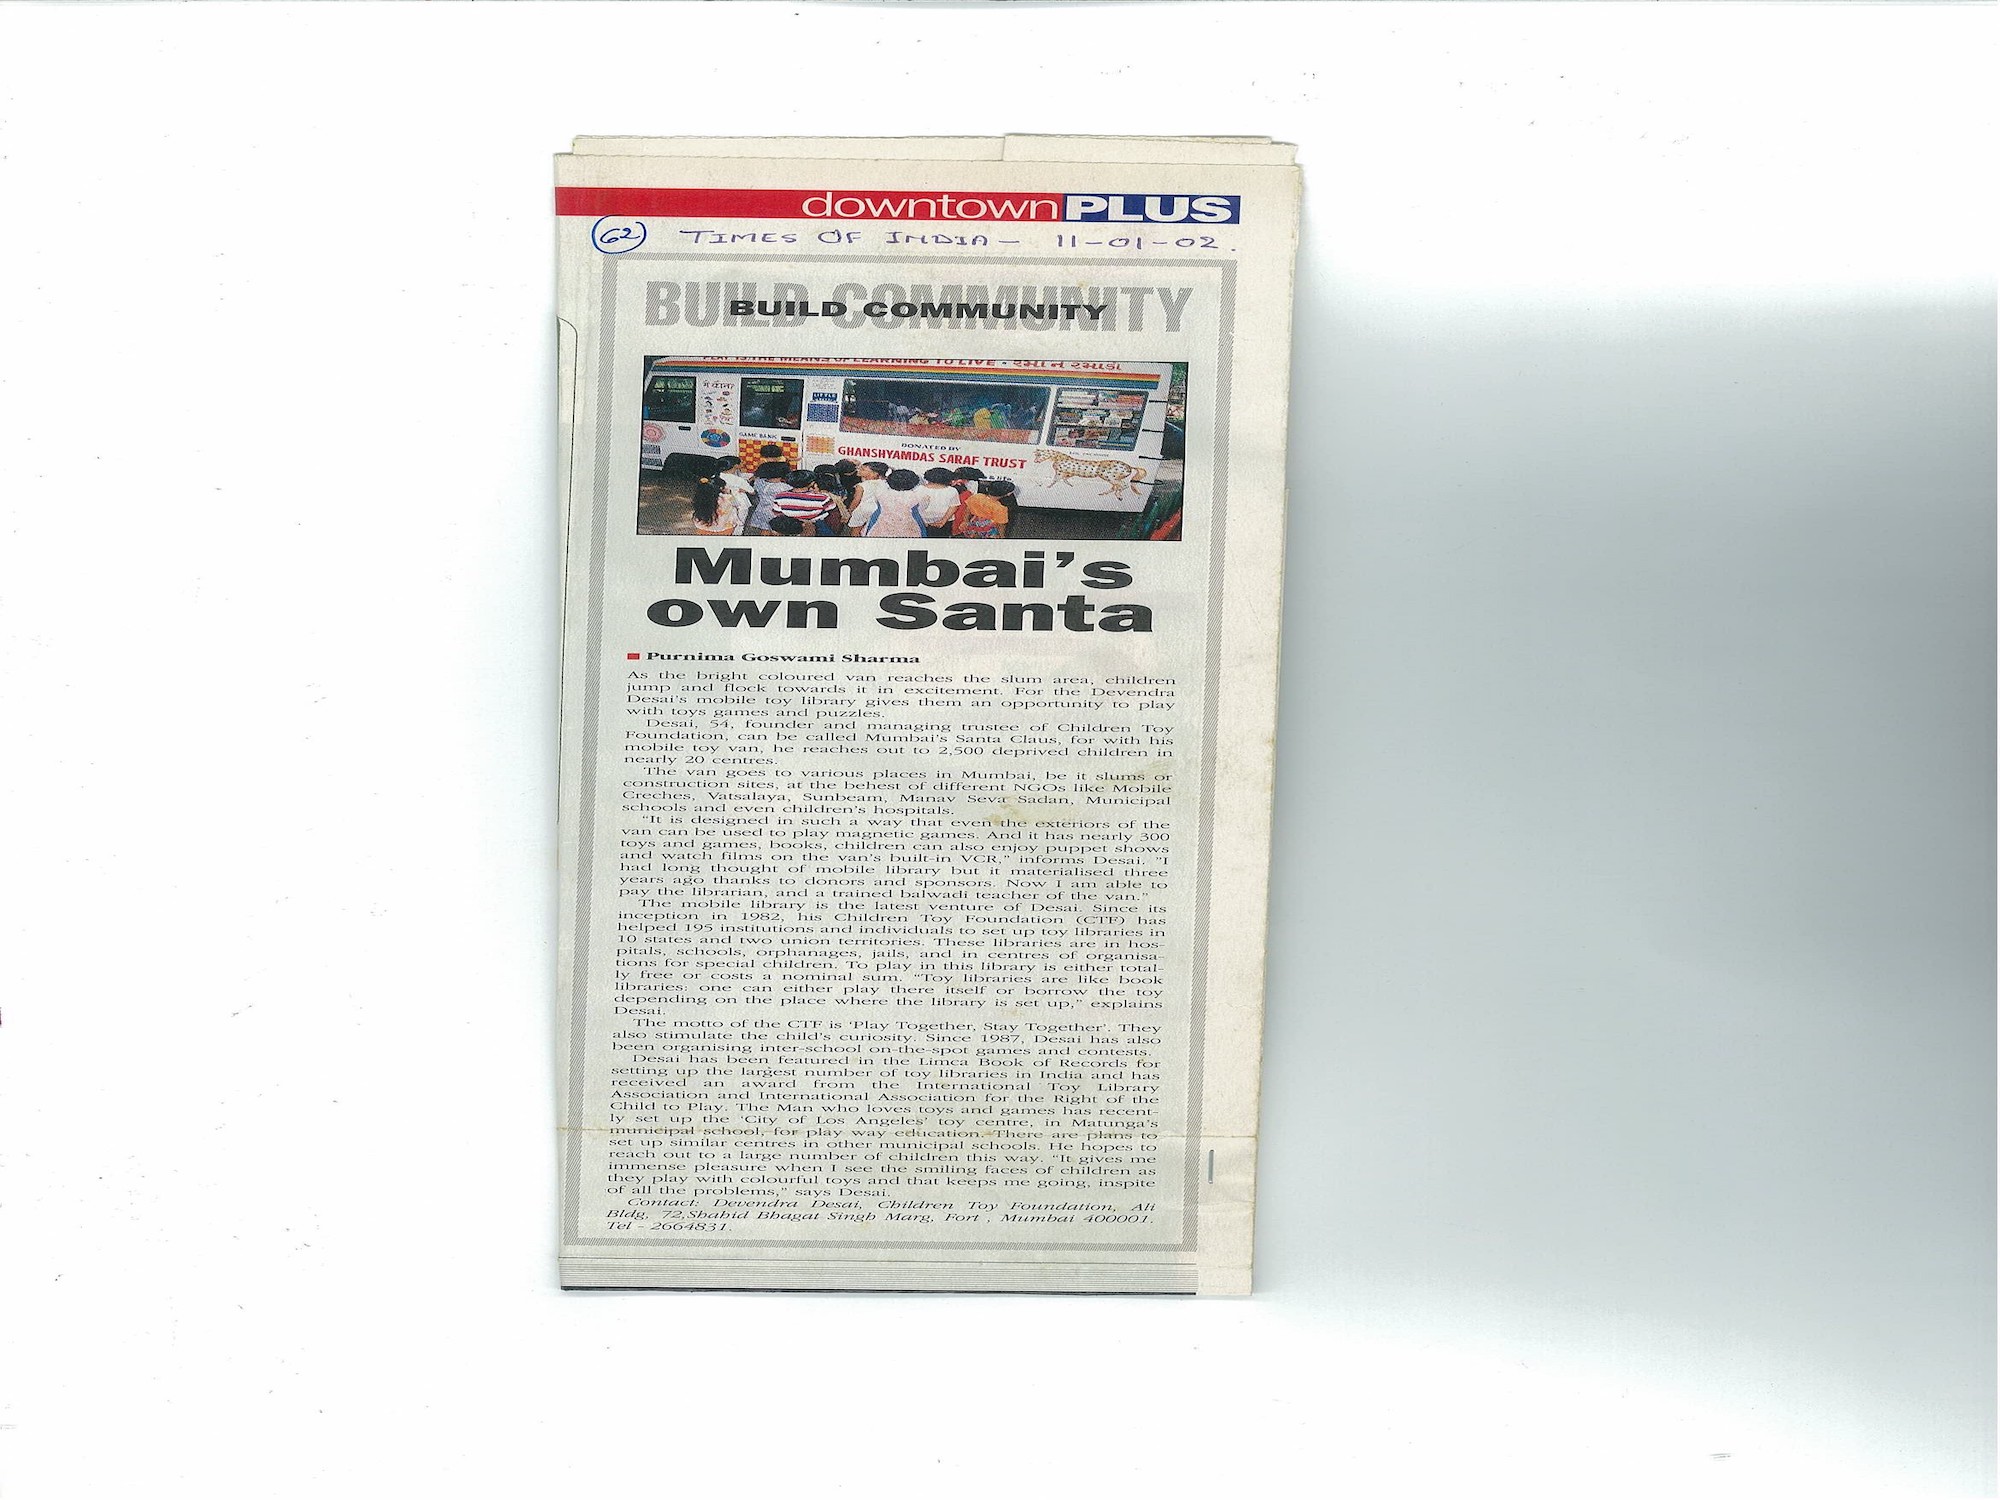 downtown PLUS
62 TIMES OF INDIA - 11-01-02.
BUILD COMMUNITY
BUILD COMMUNITY
PLAY IS THE MEANS OF LEARNING TO LIVE • રમો ન રમાડો
GAME BANK
DONATED BY
GHANSHYAMDAS SARAF TRUST
Mumbai's
own Santa
Purnima Goswami Sharma
As the bright coloured van reaches the slum area, children
jump and flock towards it in excitement. For the Devendra
Desai's mobile toy library gives them an opportunity to play
with toys games and puzzles.
Desai, 54, founder and managing trustee of Children Toy
Foundation, can be called Mumbai's Santa Claus, for with his
mobile toy van, he reaches out to 2,500 deprived children in
nearly 20 centres.
The van goes to various places in Mumbai, be it slums or
construction sites, at the behest of different NGOs like Mobile
Creches, Vatsalaya, Sunbeam, Manav Seva Sadan, Municipal
schools and even children's hospitals.
"It is designed in such a way that even the exteriors of the
van can be used to play magnetic games. And it has nearly 300
toys and games, books, children can also enjoy puppet shows
and watch films on the van's built-in VCR," informs Desai. "I
had long thought of mobile library but it materialised three
years ago thanks to donors and sponsors. Now I am able to
pay the librarian, and a trained balwadi teacher of the van."
The mobile library is the latest venture of Desai. Since its
inception in 1982, his Children Toy Foundation (CTF) has
helped 195 institutions and individuals to set up toy libraries in
10 states and two union territories. These libraries are in hos-
pitals, schools, orphanages, jails, and in centres of organisa-
tions for special children. To play in this library is either total-
ly free or costs a nominal sum. "Toy libraries are like book
libraries: one can either play there itself or borrow the toy
depending on the place where the library is set up," explains
Desai.
The motto of the CTF is 'Play Together, Stay Together'. They
also stimulate the child's curiosity. Since 1987, Desai has also
been organising inter-school on-the-spot games and contests.
Desai has been featured in the Limca Book of Records for
setting up the largest number of toy libraries in India and has
received an award from the International Toy Library
Association and International Association for the Right of the
Child to Play. The Man who loves toys and games has recent-
ly set up the 'City of Los Angeles' toy centre, in Matunga's
municipal school, for play way education. There are plans to
set up similar centres in other municipal schools. He hopes to
reach out to a large number of children this way. "It gives me
immense pleasure when I see the smiling faces of children as
they play with colourful toys and that keeps me going, inspite
of all the problems," says Desai.
Contact: Devendra Desai, Children Toy Foundation, Ali
Bldg, 72,Shahid Bhagat Singh Marg, Fort , Mumbai 400001.
Tel - 2664831.